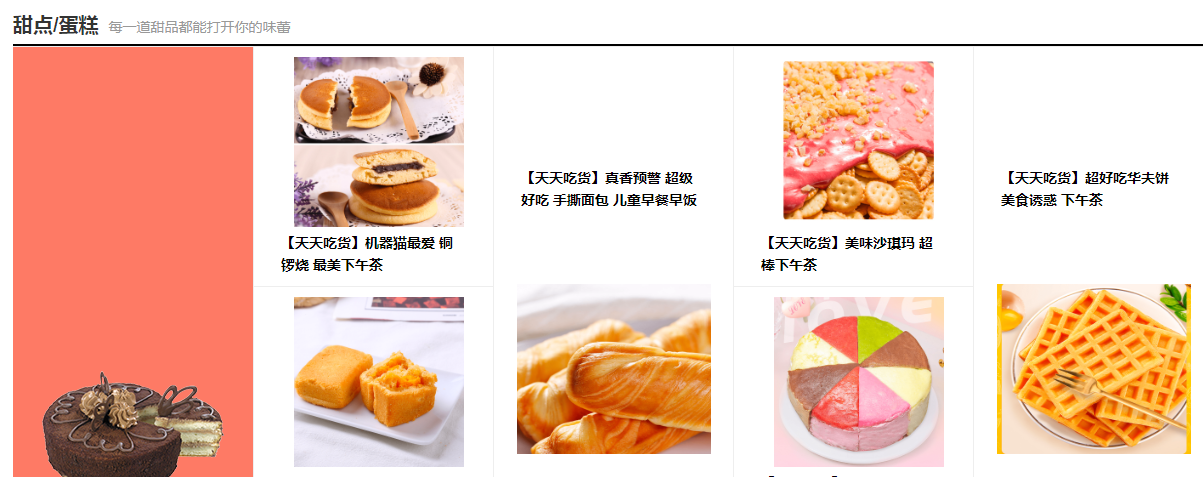 甜点/蛋糕 每一道甜品都能打开你的味蕾
【天天吃货】机器猫最爱 铜
锣烧 最美下午茶
【天天吃货】真香预警 超级
好吃 手撕面包 儿童早餐早饭
【天天吃货】美味沙琪玛 超
棒下午茶
【天天吃货】超好吃华夫饼
美食诱惑 下午茶